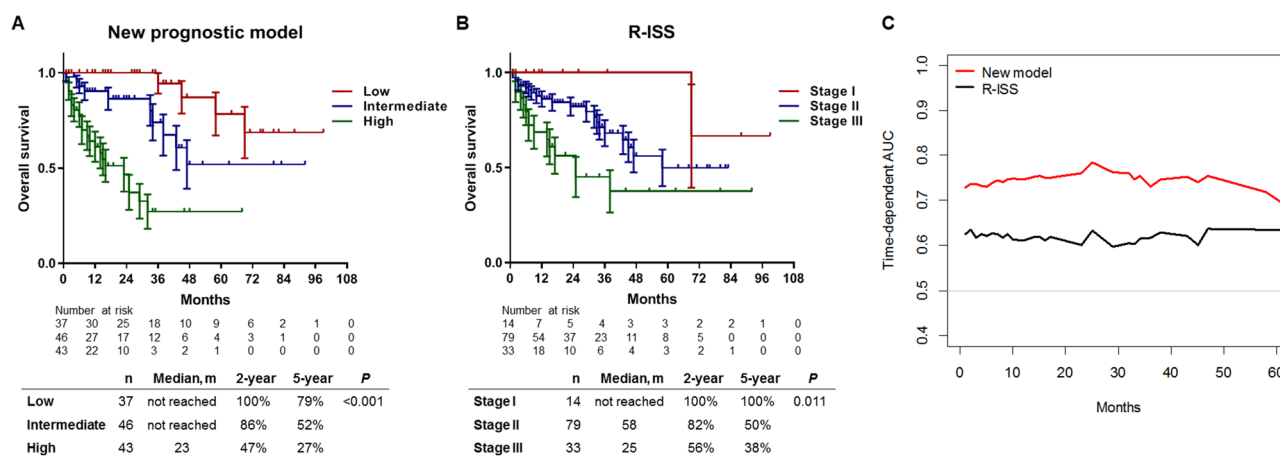 A
New prognostic model
Overall survival
1.0
0.5
0.0
0 12 24 36 48 60 72 84 96 108
Months
Low
Intermediate
High
Number at risk
37 30 25 18 10 9 6 2 1 0
46 27 17 12 6 4 3 1 0 0
43 22 10 3 2 1 0 0 0 0
n Median, m 2-year 5-year P
Low 37 not reached 100% 79% <0.001
Intermediate 46 not reached 86% 52%
High 43 23 47% 27%
B
R-ISS
Overall survival
1.0
0.5
0.0
0 12 24 36 48 60 72 84 96 108
Months
Stage I
Stage II
Stage III
Number at risk
14 7 5 4 3 3 2 2 1 0
79 54 37 23 11 8 5 0 0 0
33 18 10 6 4 3 2 1 0 0
n Median, m 2-year 5-year P
Stage I 14 not reached 100% 100% 0.011
Stage II 79 58 82% 50%
Stage III 33 25 56% 38%
C
New model
R-ISS
Time-dependent AUC
1.0
0.9
0.8
0.7
0.6
0.5
0.4
0 10 20 30 40 50 60
Months